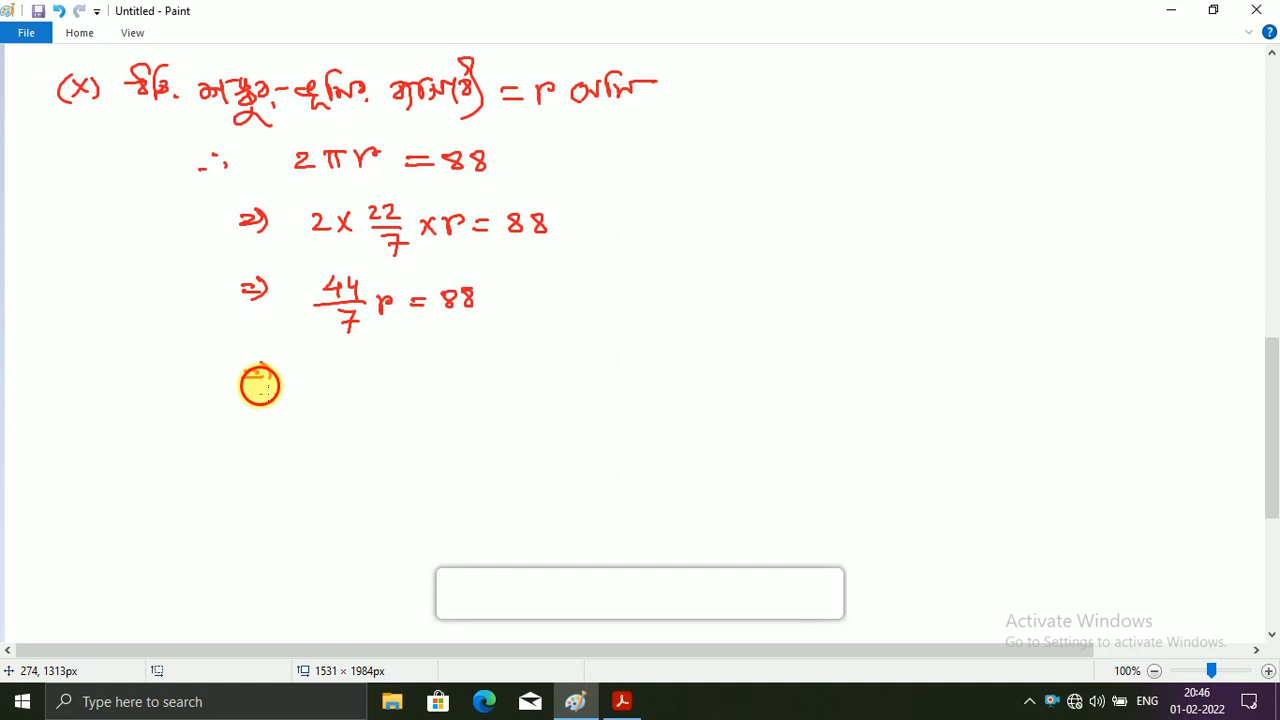 Untitled - Paint
File Home View
(x) ধরি, = r একক
∴ 2πr = 88
⇒ 2 × 22/7 × r = 88
⇒ 44/7 r = 88
⇒
Activate Windows
Go to Settings to activate Windows.
274, 1313px 1531 × 1984px 100%
Type here to search
ENG
20:46
01-02-2022